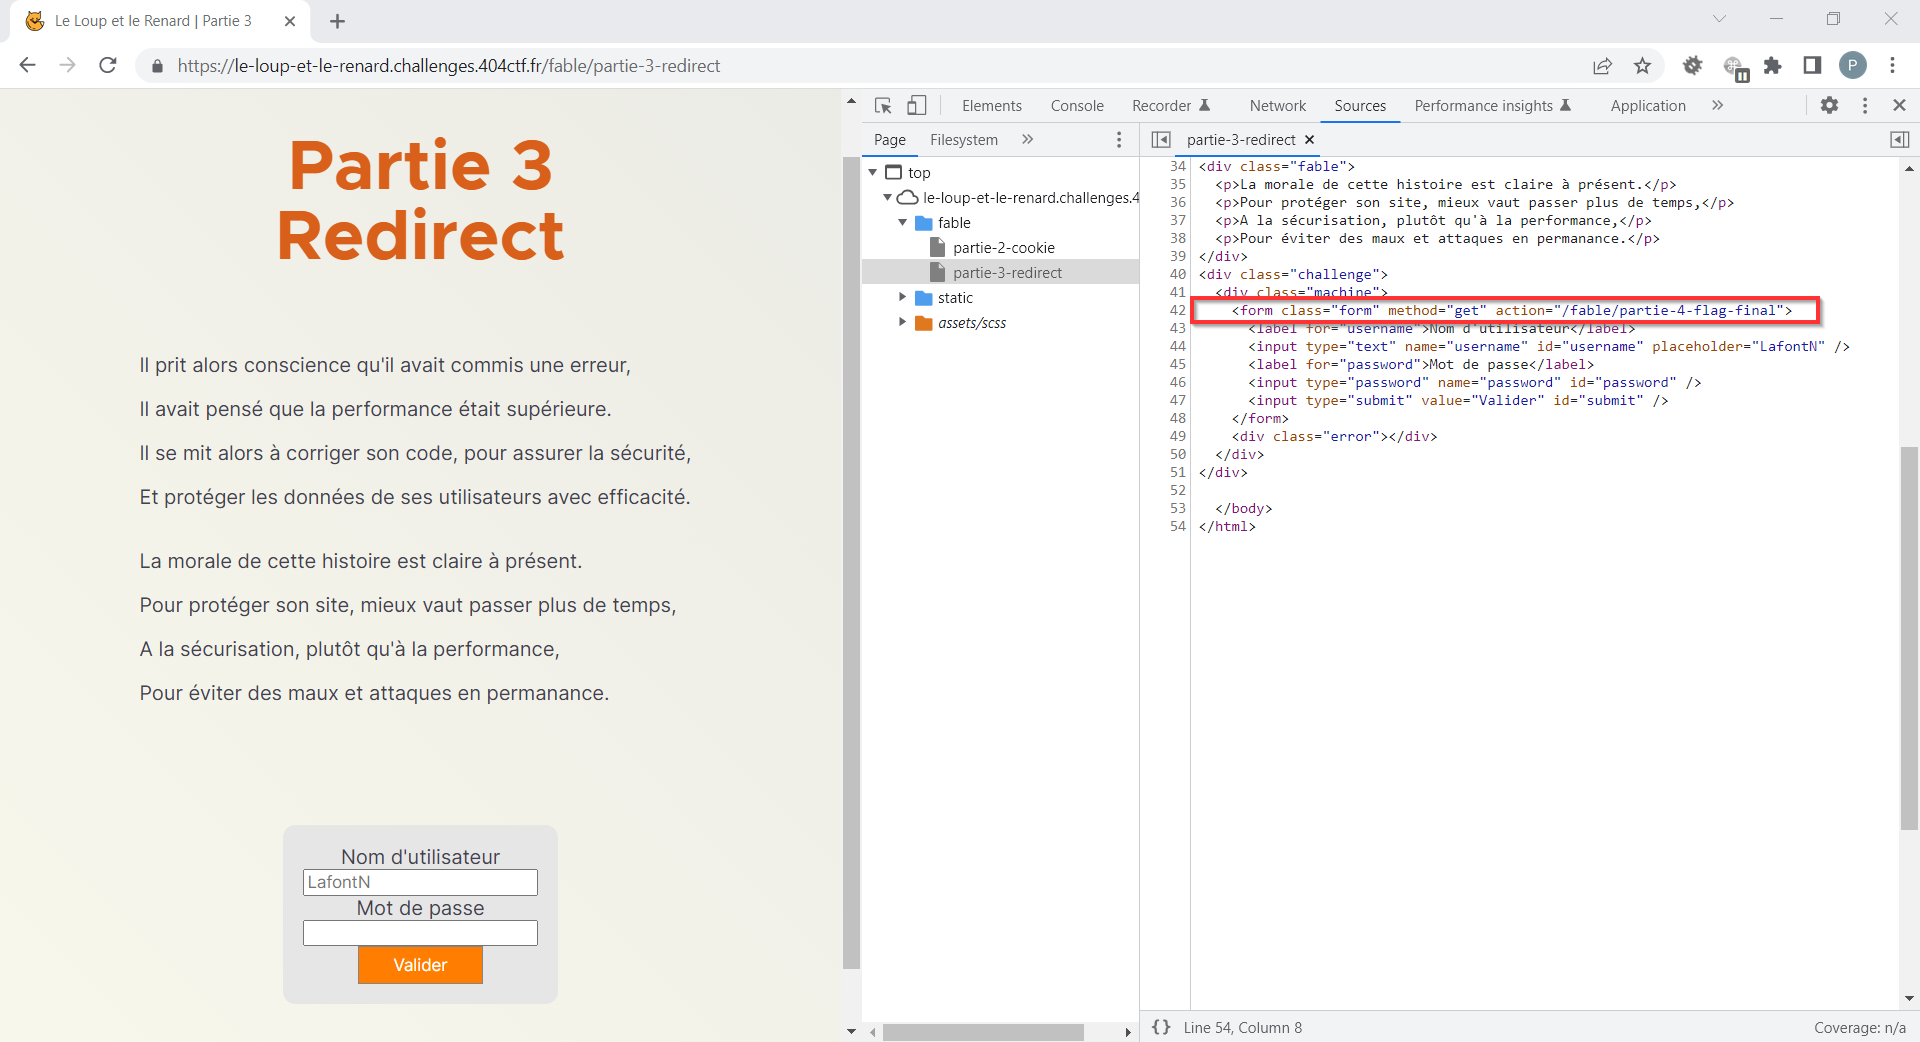 Le Loup et le Renard | Partie 3
https://le-loup-et-le-renard.challenges.404ctf.fr/fable/partie-3-redirect
P
Partie 3
Redirect
Il prit alors conscience qu'il avait commis une erreur,
Il avait pensé que la performance était supérieure.
Il se mit alors à corriger son code, pour assurer la sécurité,
Et protéger les données de ses utilisateurs avec efficacité.
La morale de cette histoire est claire à présent.
Pour protéger son site, mieux vaut passer plus de temps,
A la sécurisation, plutôt qu'à la performance,
Pour éviter des maux et attaques en permanance.
Nom d'utilisateur
LafontN
Mot de passe
Valider
Elements Console Recorder Network Sources Performance insights Application »
Page Filesystem »
top
le-loup-et-le-renard.challenges.4
fable
partie-2-cookie
partie-3-redirect
static
assets/scss
partie-3-redirect
34 <div class="fable">
35 <p>La morale de cette histoire est claire à présent.</p>
36 <p>Pour protéger son site, mieux vaut passer plus de temps,</p>
37 <p>A la sécurisation, plutôt qu'à la performance,</p>
38 <p>Pour éviter des maux et attaques en permanance.</p>
39 </div>
40 <div class="challenge">
41 <div class="machine">
42 <form class="form" method="get" action="/fable/partie-4-flag-final">
43 <label for="username">Nom d'utilisateur</label>
44 <input type="text" name="username" id="username" placeholder="LafontN" />
45 <label for="password">Mot de passe</label>
46 <input type="password" name="password" id="password" />
47 <input type="submit" value="Valider" id="submit" />
48 </form>
49 <div class="error"></div>
50 </div>
51 </div>
52
53 </body>
54 </html>
{} Line 54, Column 8
Coverage: n/a